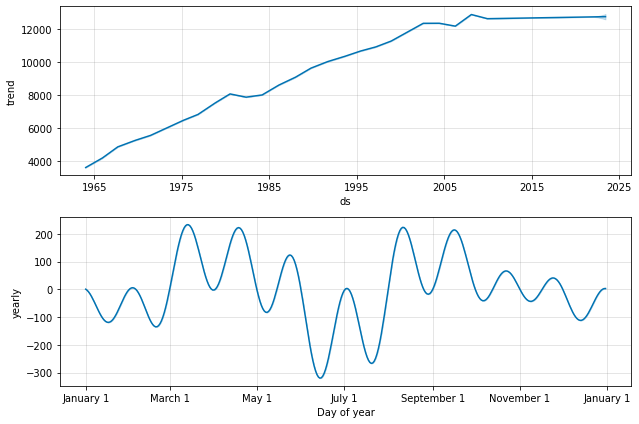 12000
10000
8000
6000
4000
trend
1965
1975
1985
1995
2005
2015
2025
ds
200
100
0
−100
−200
−300
yearly
January 1
March 1
May 1
July 1
September 1
November 1
January 1
Day of year